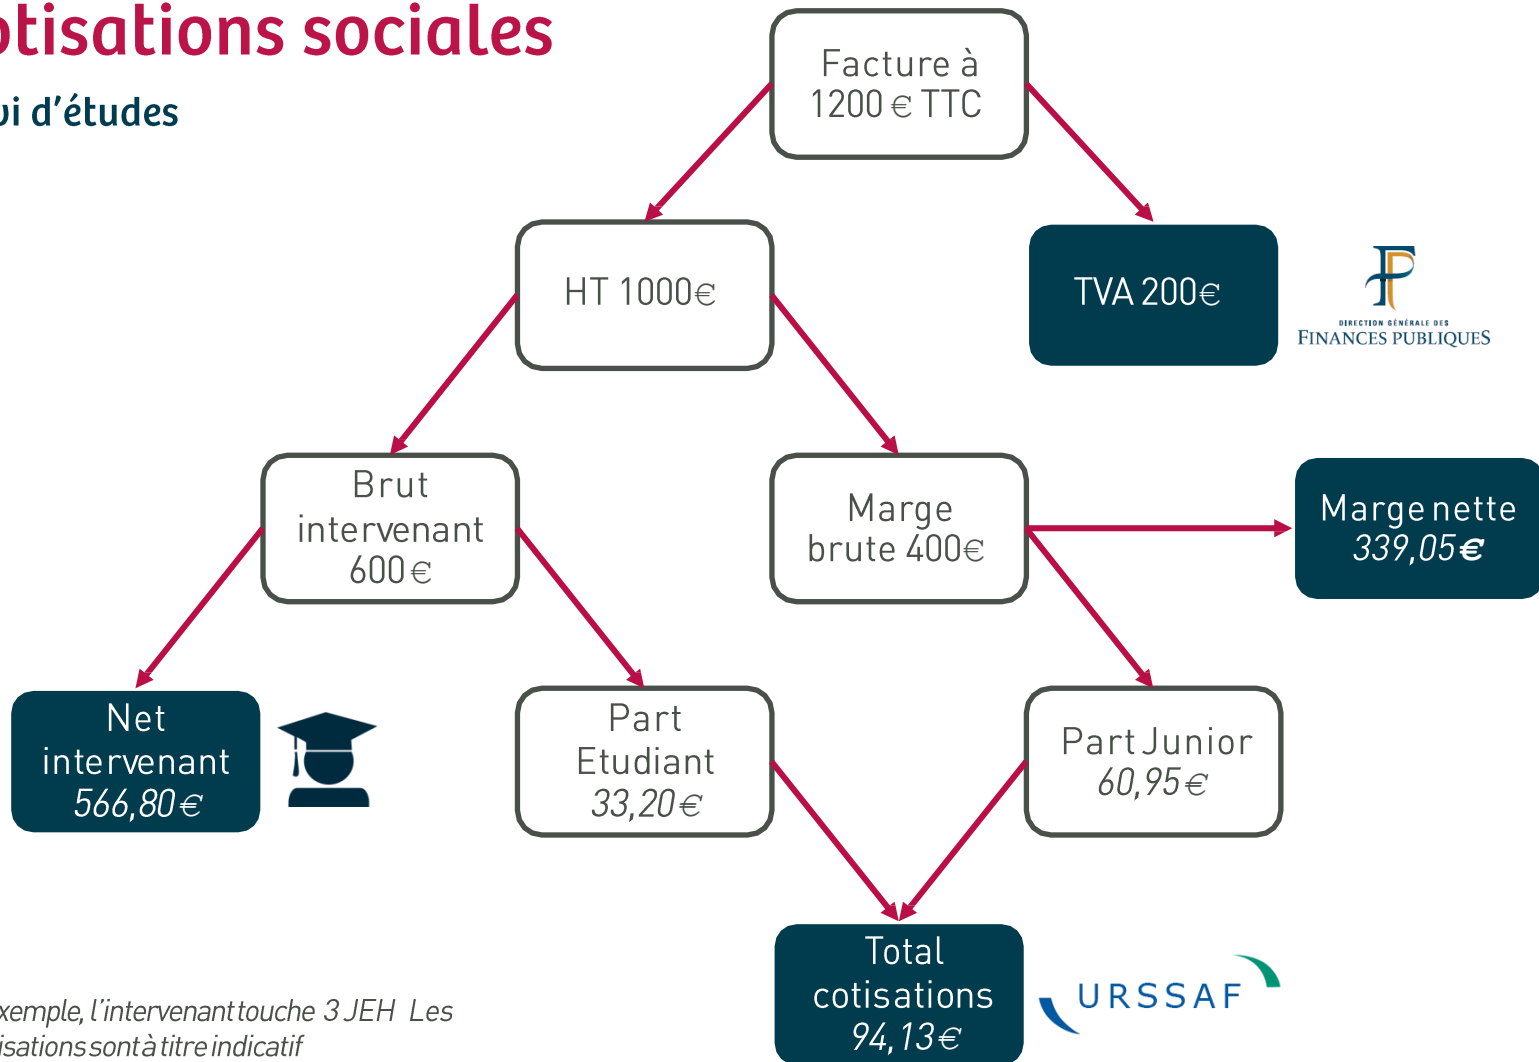 otisations sociales
ui d'études
Facture à
1200 € TTC
HT 1000€
TVA 200€
DIRECTION GÉNÉRALE DES
FINANCES PUBLIQUES
Brut
intervenant
600 €
Marge
brute 400€
Marge nette
339,05€
Net
intervenant
566,80€
Part
Etudiant
33,20€
Part Junior
60,95€
Total
cotisations
94,13€
URSSAF
xemple, l'intervenant touche 3 JEH Les
isations sont à titre indicatif